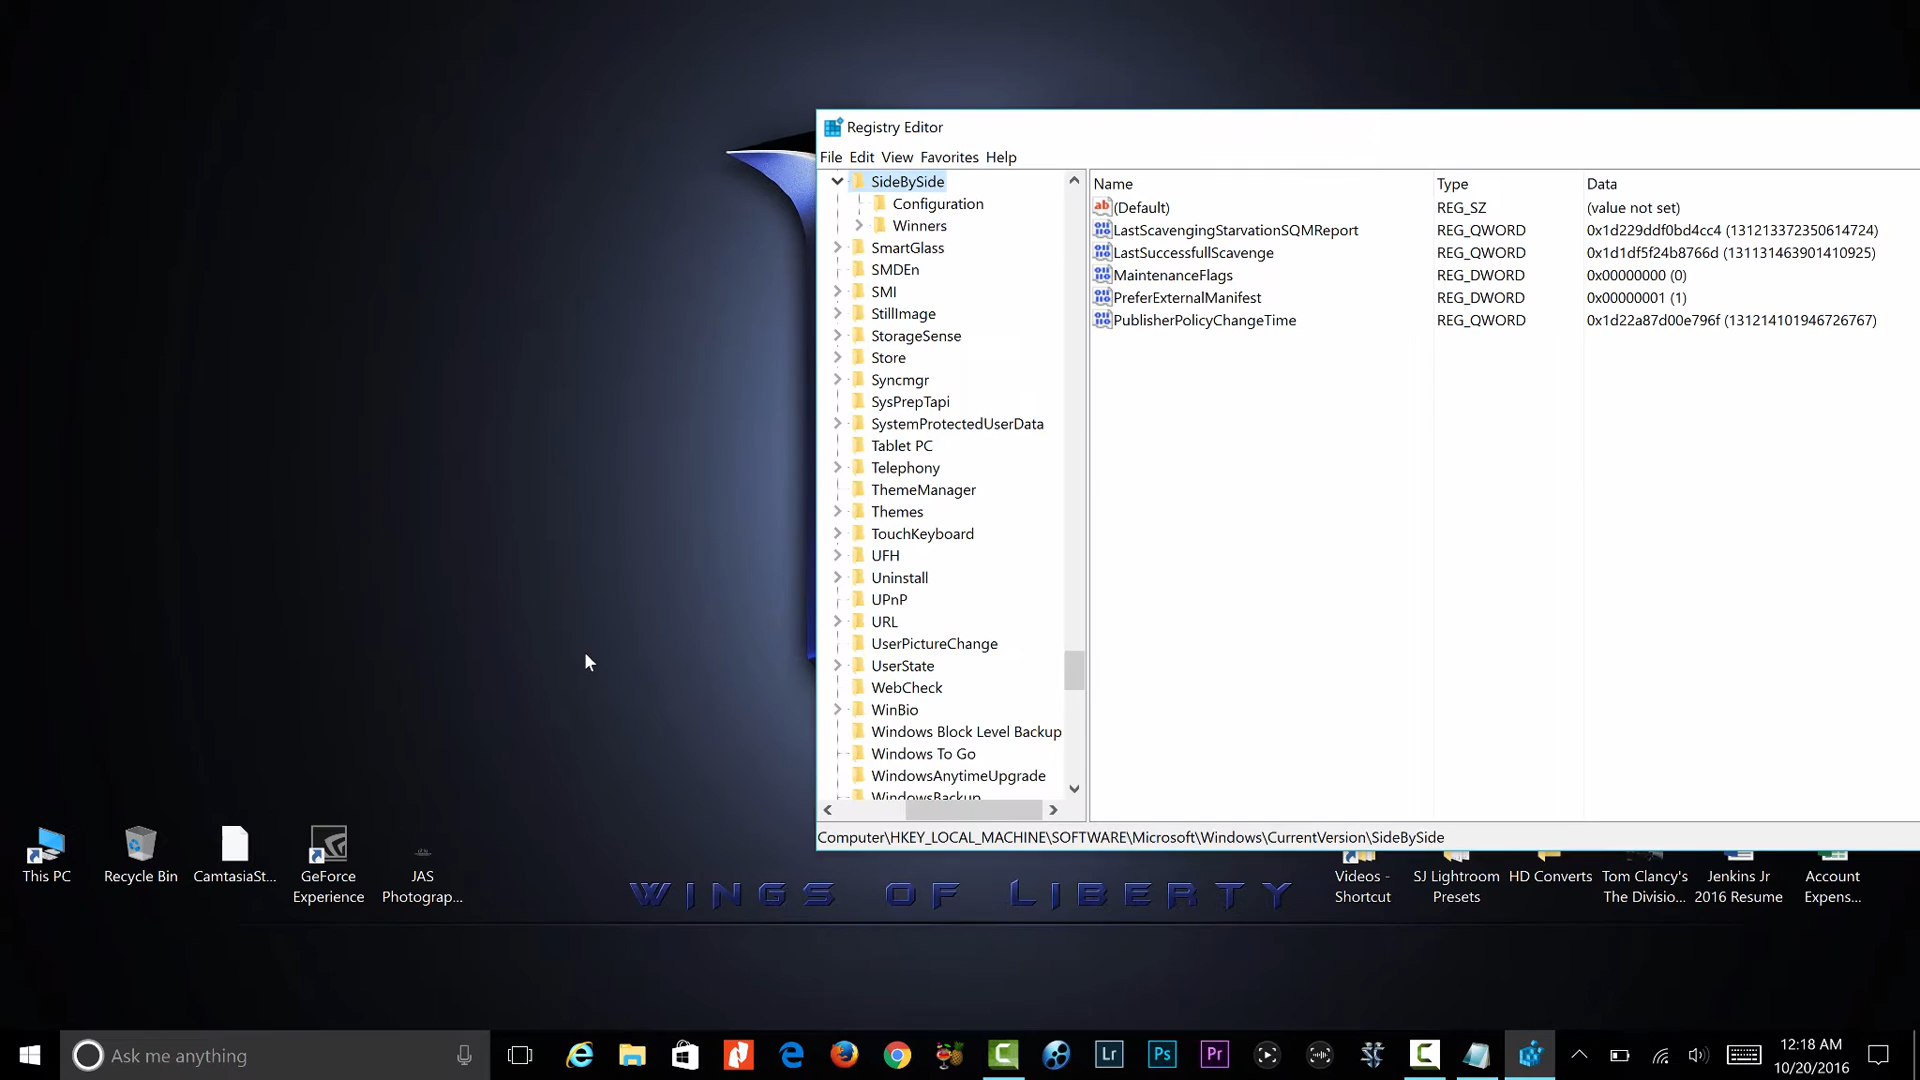 Registry Editor
File Edit View Favorites Help
SideBySide
Configuration
Winners
SmartGlass
SMDEn
SMI
StillImage
StorageSense
Store
Syncmgr
SysPrepTapi
SystemProtectedUserData
Tablet PC
Telephony
ThemeManager
Themes
TouchKeyboard
UFH
Uninstall
UPnP
URL
UserPictureChange
UserState
WebCheck
WinBio
Windows Block Level Backup
Windows To Go
WindowsAnytimeUpgrade
WindowsBackup
Name Type Data
(Default) REG_SZ (value not set)
LastScavengingStarvationSQMReport REG_QWORD 0x1d229ddf0bd4cc4 (131213372350614724)
LastSuccessfullScavenge REG_QWORD 0x1d1df5f24b8766d (131131463901410925)
MaintenanceFlags REG_DWORD 0x00000000 (0)
PreferExternalManifest REG_DWORD 0x00000001 (1)
PublisherPolicyChangeTime REG_QWORD 0x1d22a87d00e796f (131214101946726767)
Computer\HKEY_LOCAL_MACHINE\SOFTWARE\Microsoft\Windows\CurrentVersion\SideBySide
This PC
Recycle Bin
CamtasiaSt...
GeForce
Experience
JAS
Photograp...
WINGS OF LIBERTY
Videos -
Shortcut
SJ Lightroom
Presets
HD Converts
Tom Clancy's
The Divisio...
Jenkins Jr
2016 Resume
Account
Expens...
Ask me anything
Lr
Ps
Pr
12:18 AM
10/20/2016